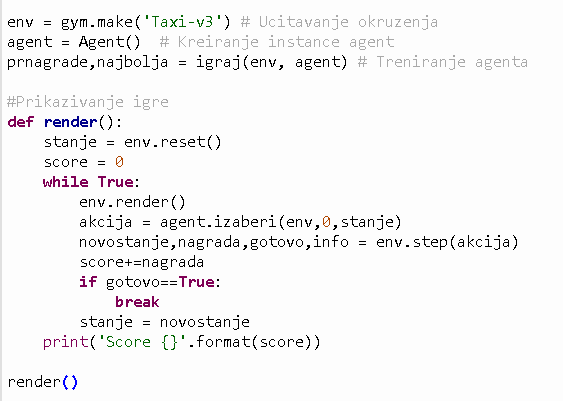 env = gym.make('Taxi-v3') # Ucitavanje okruzenja
agent = Agent()  # Kreiranje instance agent
prnagrade,najbolja = igraj(env, agent) # Treniranje agenta

#Prikazivanje igre
def render():
    stanje = env.reset()
    score = 0
    while True:
        env.render()
        akcija = agent.izaberi(env,0,stanje)
        novostanje,nagrada,gotovo,info = env.step(akcija)
        score+=nagrada
        if gotovo==True:
            break
        stanje = novostanje
    print('Score {}'.format(score))

render()